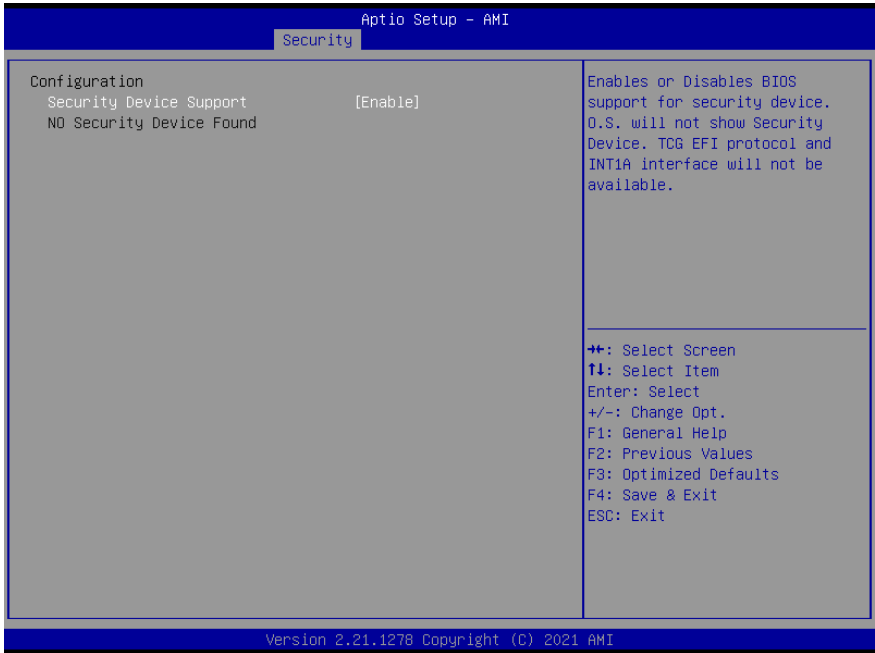 Aptio Setup – AMI
Security
Configuration
Security Device Support [Enable]
NO Security Device Found
Enables or Disables BIOS
support for security device.
O.S. will not show Security
Device. TCG EFI protocol and
INT1A interface will not be
available.
→←: Select Screen
↑↓: Select Item
Enter: Select
+/-: Change Opt.
F1: General Help
F2: Previous Values
F3: Optimized Defaults
F4: Save & Exit
ESC: Exit
Version 2.21.1278 Copyright (C) 2021 AMI